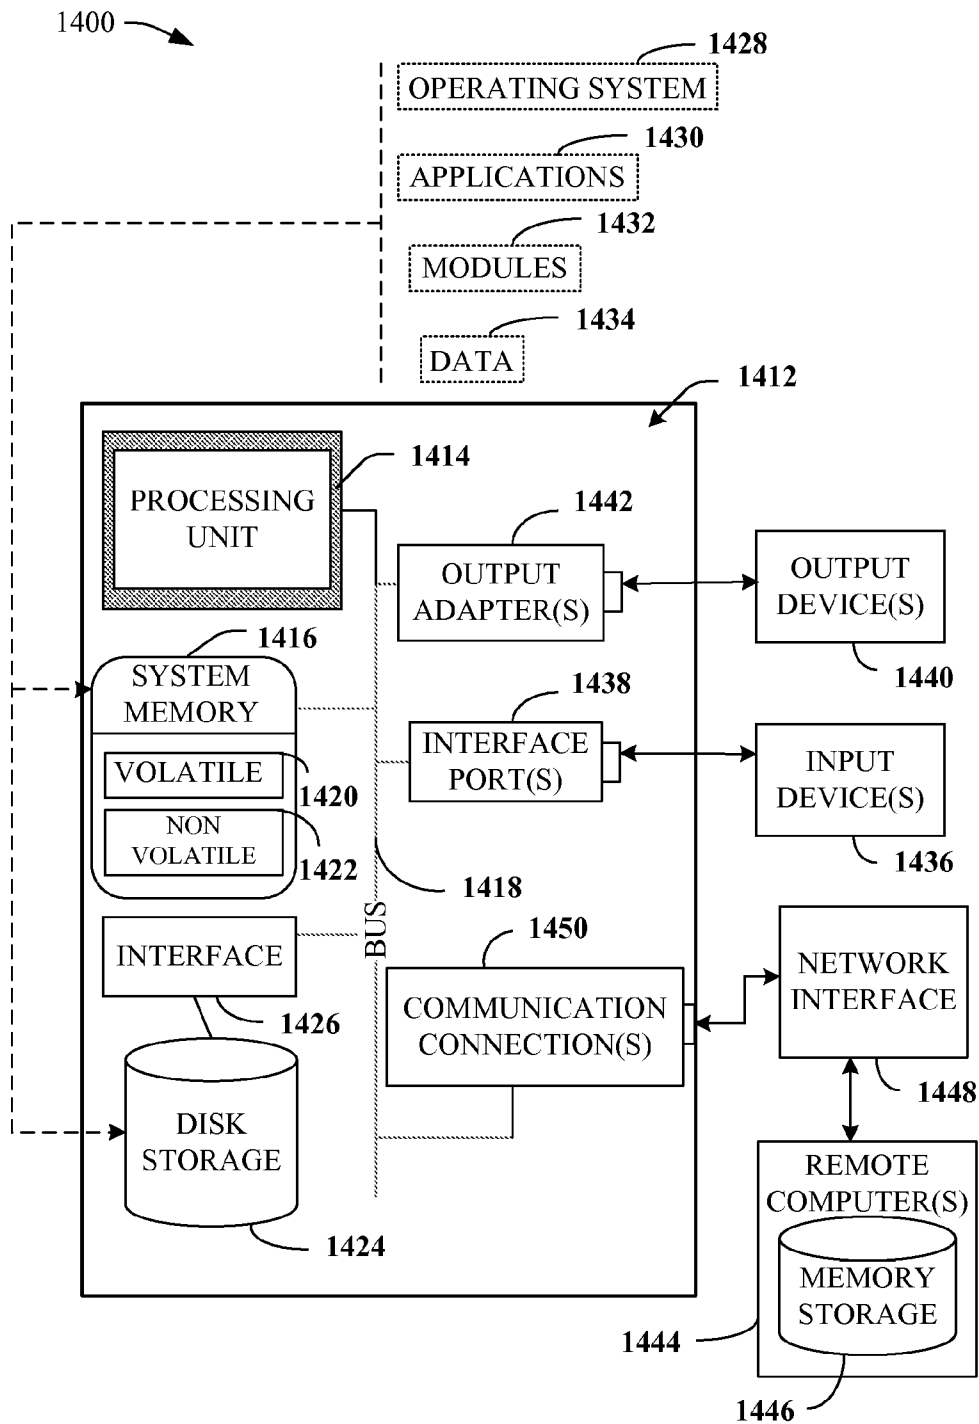 1400
1428
OPERATING SYSTEM
1430
APPLICATIONS
1432
MODULES
1434
DATA
1412
1414
PROCESSING
UNIT
1442
OUTPUT
ADAPTER(S)
OUTPUT
DEVICE(S)
1440
1416
SYSTEM
MEMORY
VOLATILE
1420
NON
VOLATILE
1422
1438
INTERFACE
PORT(S)
INPUT
DEVICE(S)
1436
1418
BUS
INTERFACE
1426
1450
COMMUNICATION
CONNECTION(S)
NETWORK
INTERFACE
1448
DISK
STORAGE
1424
REMOTE
COMPUTER(S)
MEMORY
STORAGE
1444
1446